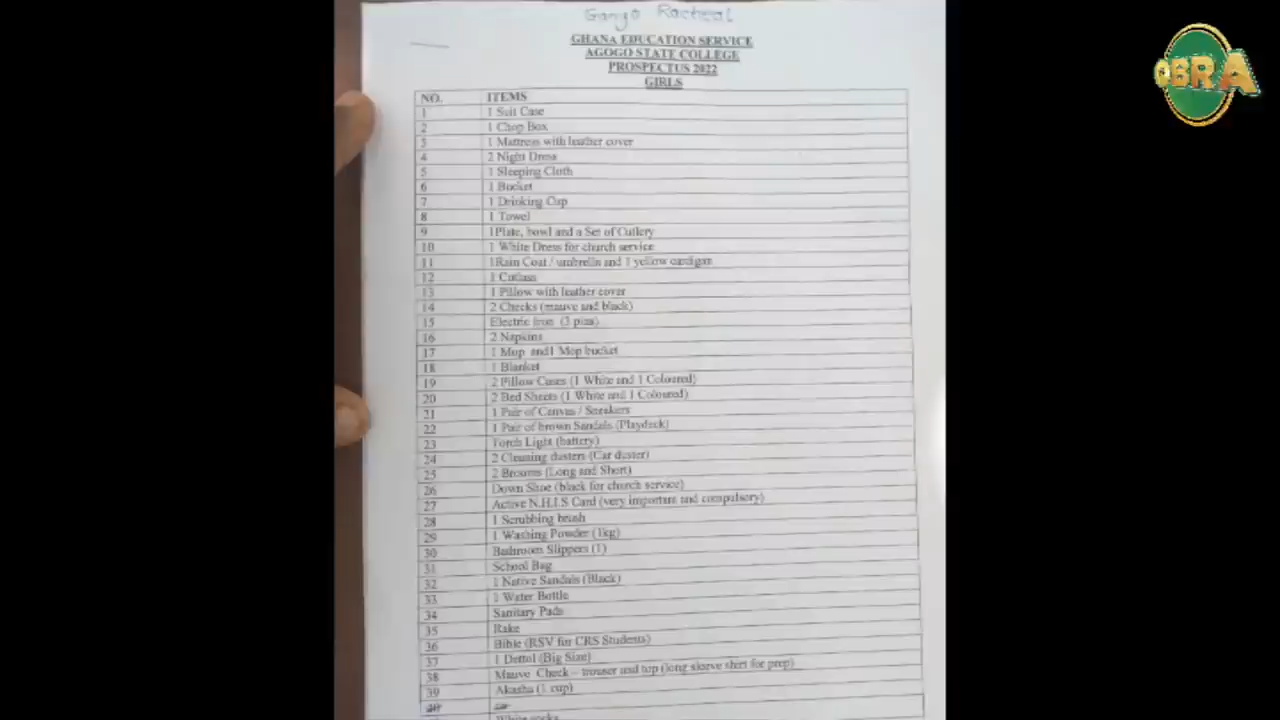 Gongo Racheal
GHANA EDUCATION SERVICE
AGOGO STATE COLLEGE
PROSPECTUS 2022
GIRLS
NO. ITEMS
1 1 Suit Case
2 1 Chop Box
3 1 Mattress with leather cover
4 2 Night Dress
5 1 Sleeping Cloth
6 1 Bucket
7 1 Drinking Cup
8 1 Towel
9 1Plate, bowl and a Set of Cutlery
10 1 White Dress for church service
11 1Rain Coat / umbrella and 1 yellow cardigan
12 1 Cutlass
13 1 Pillow with leather cover
14 2 Checks (mauve and black)
15 Electric Iron (3 pins)
16 2 Napkins
17 1 Mop and1 Mop bucket
18 1 Blanket
19 2 Pillow Cases (1 White and 1 Coloured)
20 2 Bed Sheets (1 White and 1 Coloured)
21 1 Pair of Canvas / Sneakers
22 1 Pair of brown Sandals (Playdeck)
23 Torch Light (battery)
24 2 Cleaning dusters (Car duster)
25 2 Brooms (Long and Short)
26 Down Shoe (black for church service)
27 Active N.H.I.S Card (very important and compulsory)
28 1 Scrubbing brush
29 1 Washing Powder (1kg)
30 Bathroom Slippers (1)
31 School Bag
32 1 Native Sandals (Black)
33 1 Water Bottle
34 Sanitary Pads
35 Rake
36 Bible (RSV for CRS Students)
37 1 Dettol (Big Size)
38 Mauve Check – trouser and top (long sleeve shirt for prep)
39 Akasha (1 cup)
40
White socks
OBRA